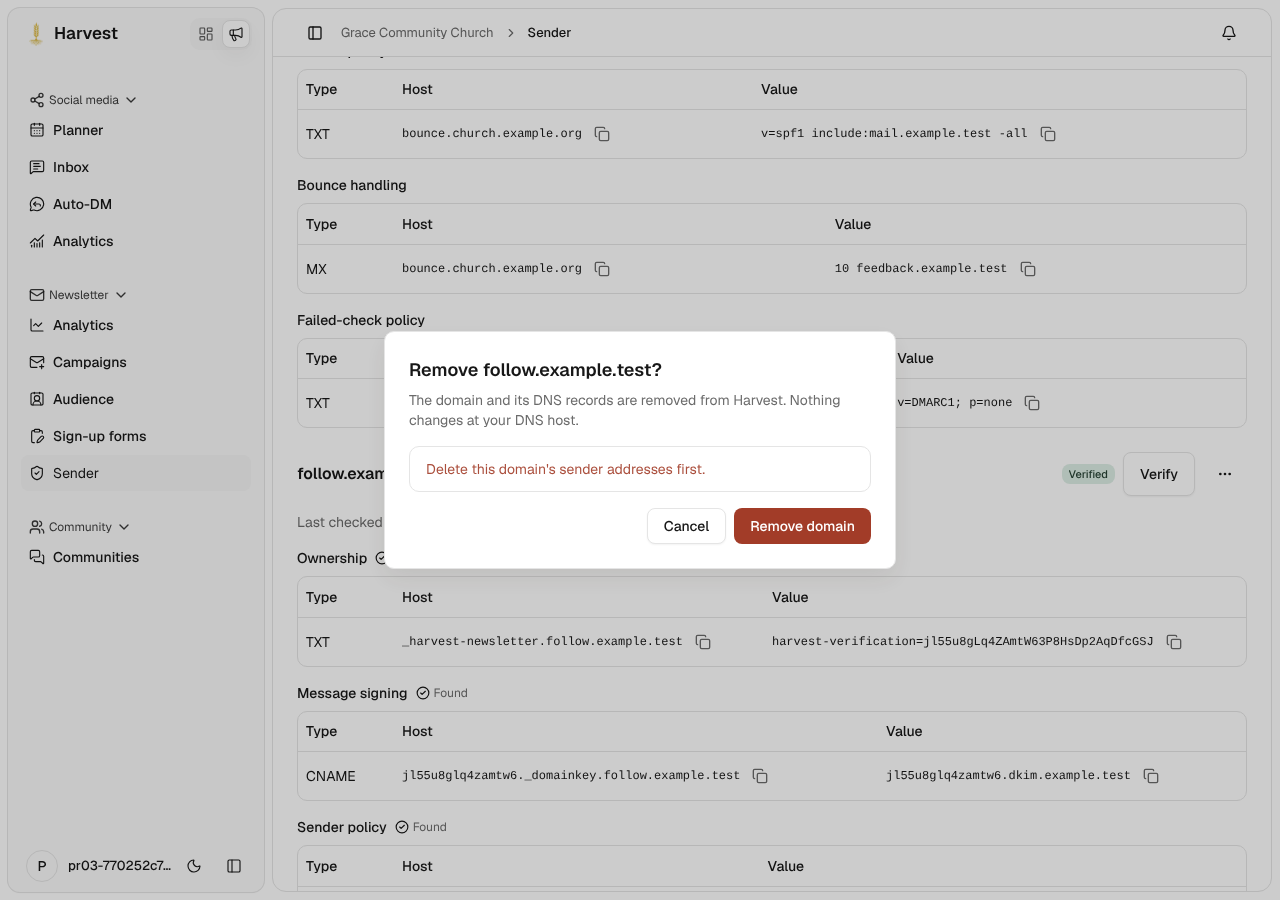 Harvest
Grace Community Church > Sender
Social media
Planner
Inbox
Auto-DM
Analytics
Newsletter
Analytics
Campaigns
Audience
Sign-up forms
Sender
Community
Communities
P pr03-770252c7...
Type Host Value
TXT bounce.church.example.org v=spf1 include:mail.example.test -all
Bounce handling
Type Host Value
MX bounce.church.example.org 10 feedback.example.test
Failed-check policy
Type Value
TXT v=DMARC1; p=none
Remove follow.example.test?
The domain and its DNS records are removed from Harvest. Nothing
changes at your DNS host.
Delete this domain's sender addresses first.
Cancel Remove domain
follow.exam Verified Verify
Last checked
Ownership
Type Host Value
TXT _harvest-newsletter.follow.example.test harvest-verification=jl55u8gLq4ZAmtW63P8HsDp2AqDfcGSJ
Message signing Found
Type Host Value
CNAME jl55u8glq4zamtw6._domainkey.follow.example.test jl55u8glq4zamtw6.dkim.example.test
Sender policy Found
Type Host Value